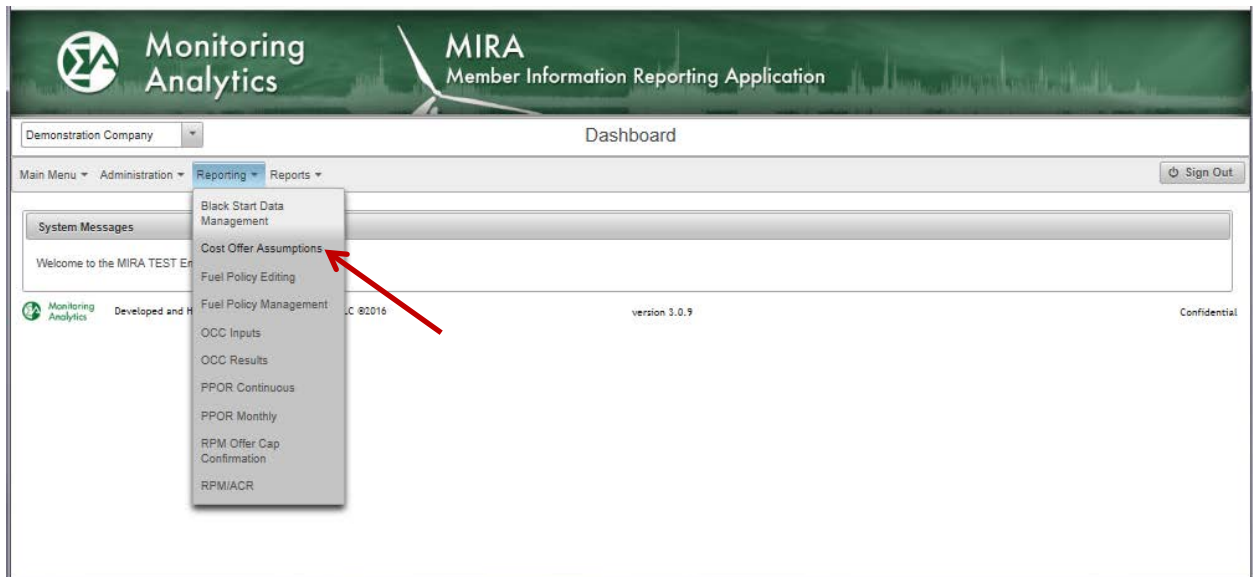 Monitoring
Analytics
MIRA
Member Information Reporting Application
Demonstration Company
Dashboard
Main Menu Administration Reporting Reports
Sign Out
Black Start Data
Management
System Messages
Cost Offer Assumptions
Welcome to the MIRA TEST
Fuel Policy Editing
Fuel Policy Management
Monitoring
Analytics
Developed and
LC ©2016
version 3.0.9
Confidential
OCC Inputs
OCC Results
PPOR Continuous
PPOR Monthly
RPM Offer Cap
Confirmation
RPM/ACR